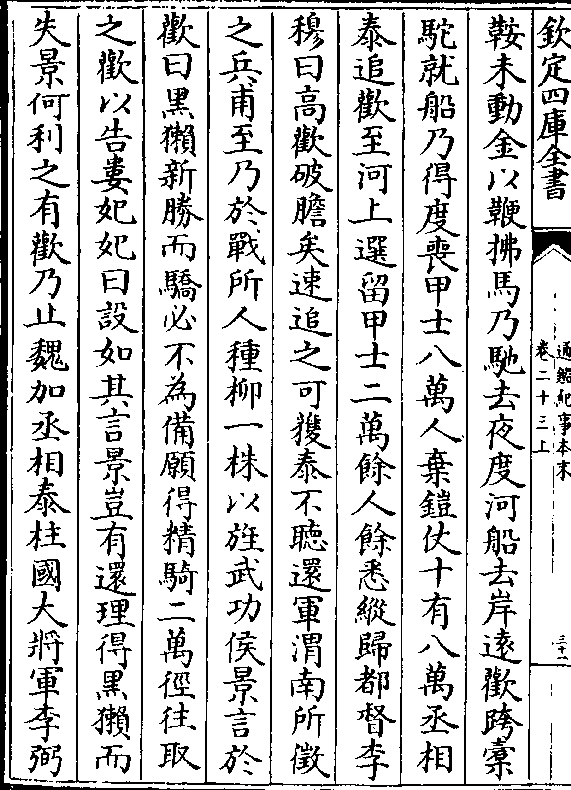 欽定四庫全書
通鑑紀事本末
卷二十三上
三十一
鞍未動金以鞭拂馬乃馳去夜度河船去岸逺歡跨槖
駝就船乃得度喪甲士八萬人棄鎧仗十有八萬丞相
泰追歡至河上選留甲士二萬餘人餘悉縱歸都督李
穆曰高歡破膽矣速追之可獲泰不聽還軍渭南所徵
之兵甫至乃於戰所人種柳一株以旌武功侯景言於
歡曰黑獺新勝而驕必不為備願得精騎二萬徑往取
之歡以告婁妃妃曰設如其言景豈有還理得黑獺而
失景何利之有歡乃止魏加丞相泰柱國大將軍李弼